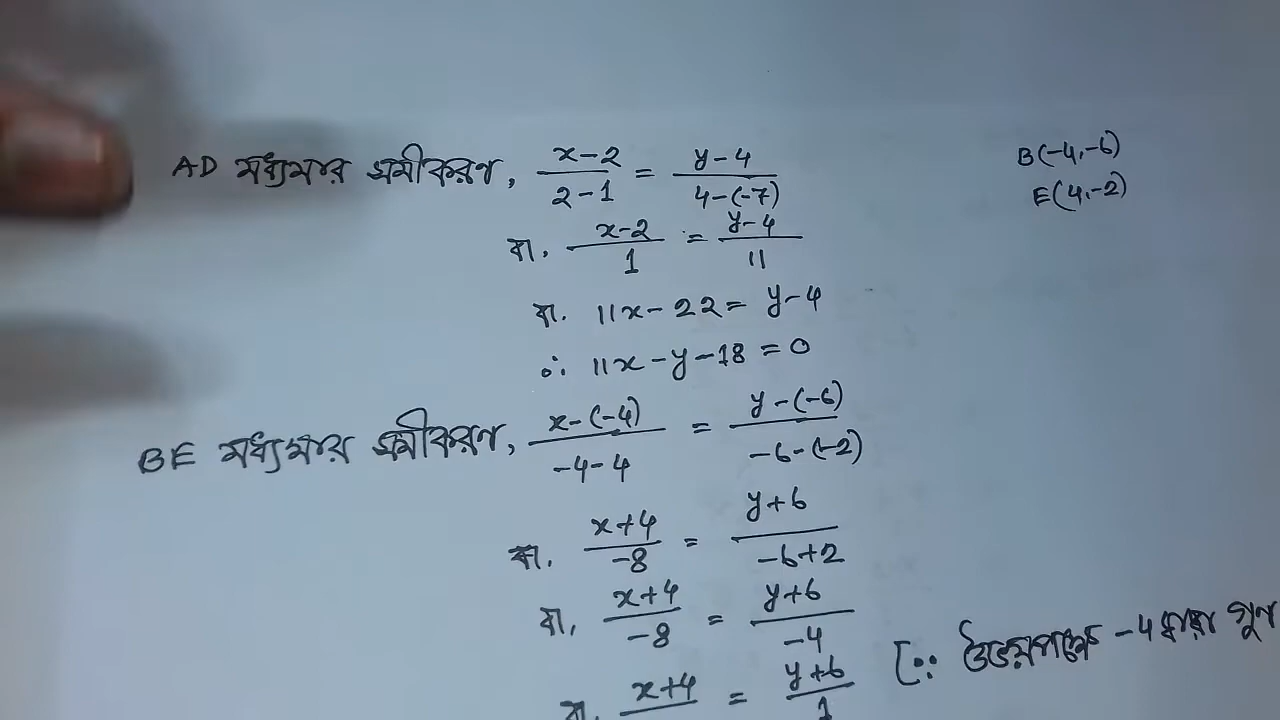 AD মধ্যমার সমীকরণ, x-2/2-1 = y-4/4-(-7)
B(-4,-6)
E(4,-2)
বা, x-2/1 = y-4/11
বা, 11x-22 = y-4
∴ 11x-y-18 = 0
BE মধ্যমার সমীকরণ, x-(-4)/-4-4 = y-(-6)/-6-(-2)
বা, x+4/-8 = y+6/-6+2
বা, x+4/-8 = y+6/-4
[∵ উভয়পক্ষে -4 দ্বারা গুন
বা, x+4 = y+6/1